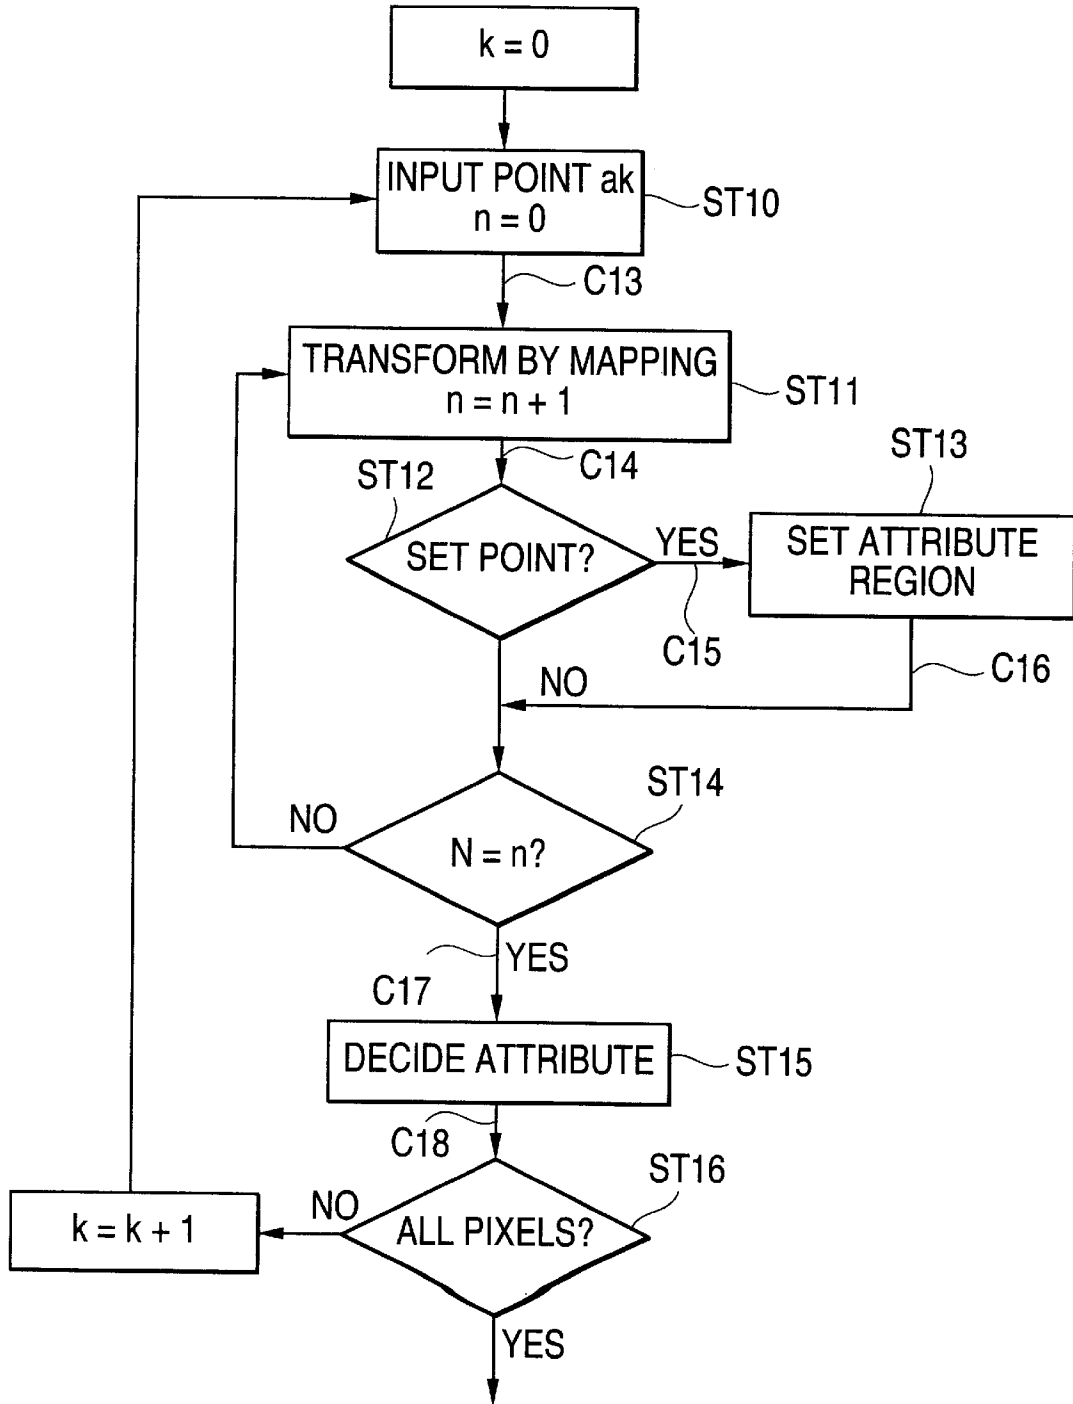 k = 0
INPUT POINT ak
n = 0
ST10
C13
TRANSFORM BY MAPPING
n = n + 1
ST11
C14
ST12
SET POINT?
YES
C15
ST13
SET ATTRIBUTE
REGION
C16
NO
ST14
N = n?
NO
YES
C17
DECIDE ATTRIBUTE
ST15
C18
ST16
ALL PIXELS?
NO
k = k + 1
YES